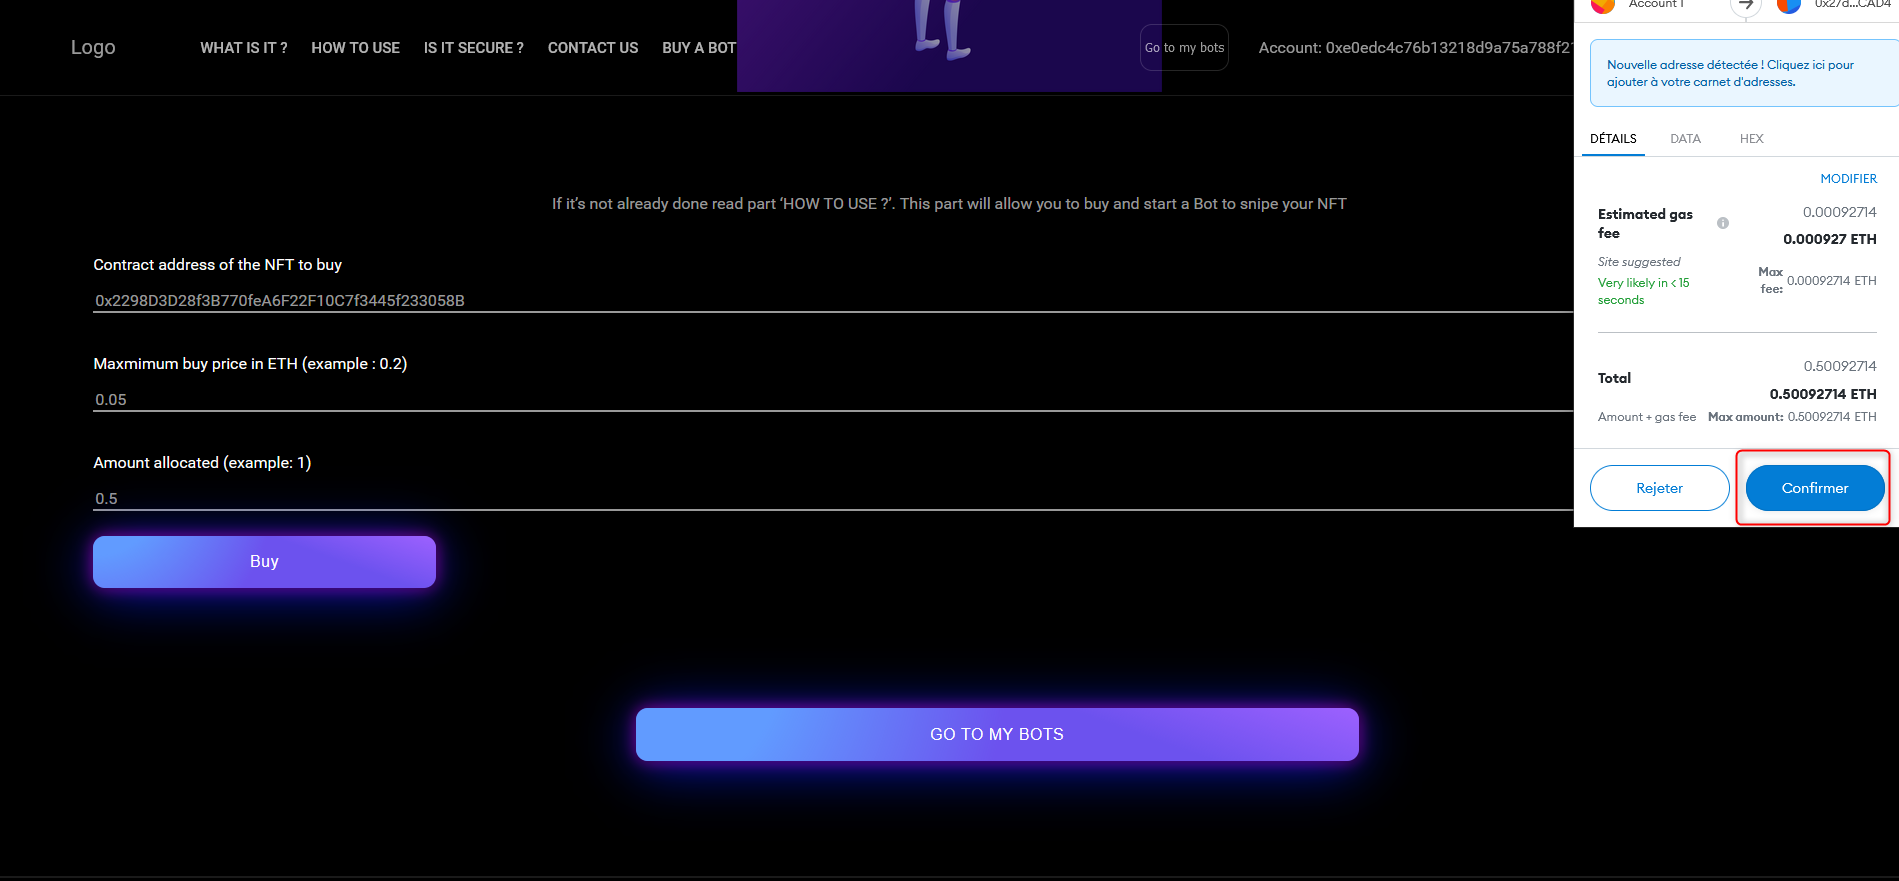 Logo
WHAT IS IT ?
HOW TO USE
IS IT SECURE ?
CONTACT US
BUY A BOT
Go to my bots
Account: 0xe0edc4c76b13218d9a75a788f21
If it’s not already done read part ‘HOW TO USE ?’. This part will allow you to buy and start a Bot to snipe your NFT
Contract address of the NFT to buy
0x2298D3D28f3B770feA6F22F10C7f3445f233058B
Maxmimum buy price in ETH (example : 0.2)
0.05
Amount allocated (example: 1)
0.5
Buy
GO TO MY BOTS
Account 1
0x27d...CAD4
Nouvelle adresse détectée ! Cliquez ici pour
ajouter à votre carnet d'adresses.
DÉTAILS
DATA
HEX
MODIFIER
Estimated gas
fee
0.00092714
0.000927 ETH
Site suggested
Very likely in < 15
seconds
Max
fee:
0.00092714 ETH
Total
0.50092714
0.50092714 ETH
Amount + gas fee
Max amount: 0.50092714 ETH
Rejeter
Confirmer